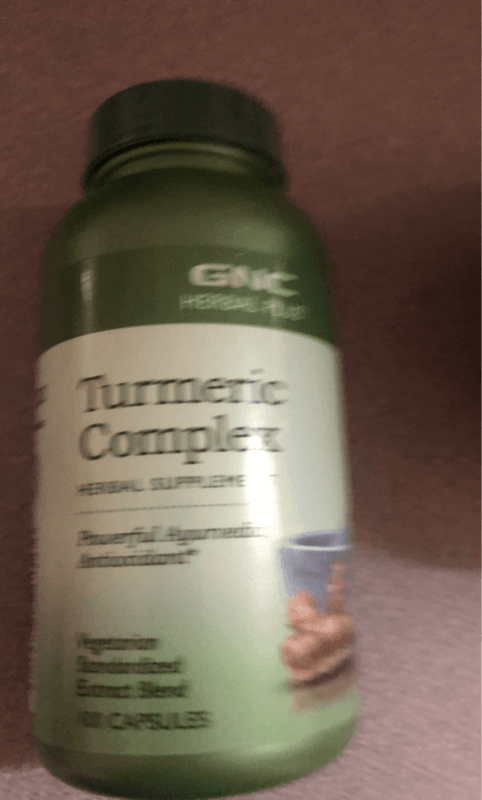 GNC
HERBAL PLUS
Turmeric
Complex
HERBAL SUPPLEMENT
Powerful Ayurvedic
Antioxidant*
Vegetarian
Standardized
Extract Blend
100 CAPSULES